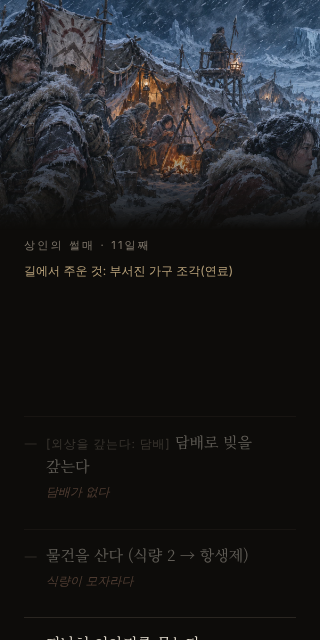 상인의 썰매 · 11일째
길에서 주운 것: 부서진 가구 조각(연료)
— [외상을 갚는다: 담배] 담배로 빚을
갚는다
담배가 없다
— 물건을 산다 (식량 2 → 항생제)
식량이 모자라다